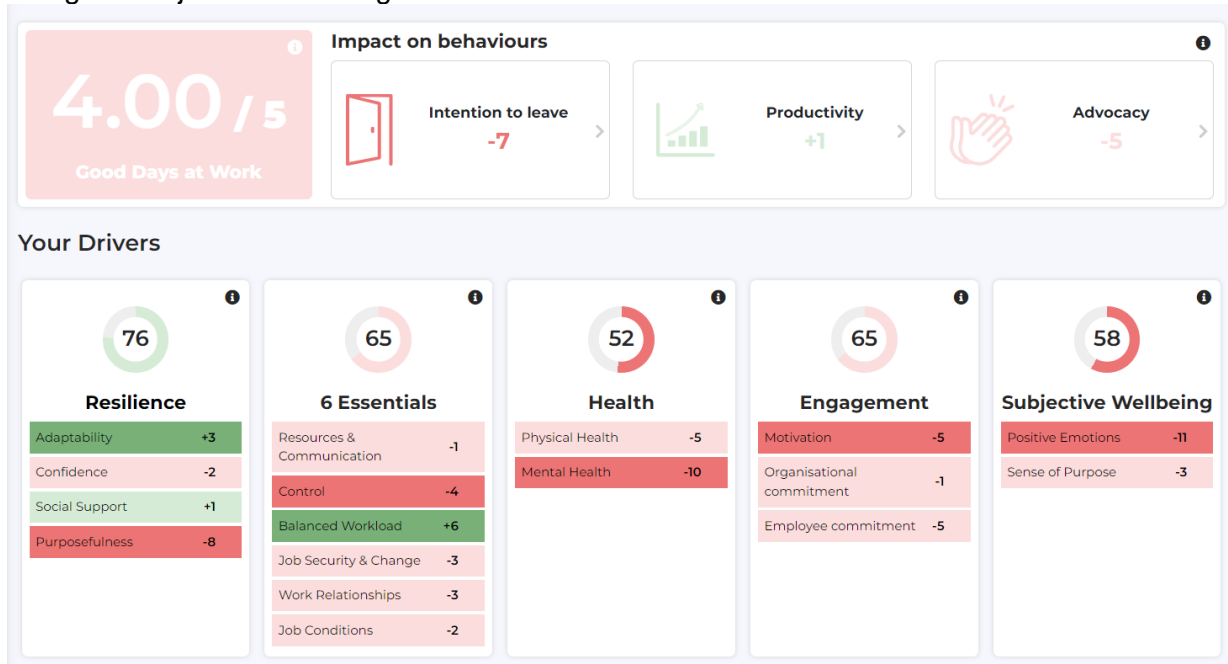 Impact on behaviours
4.00 / 5
Good Days at Work
Intention to leave
-7
Productivity
+1
Advocacy
-5
Your Drivers
76
Resilience
Adaptability +3
Confidence -2
Social Support +1
Purposefulness -8
65
6 Essentials
Resources &
Communication -1
Control -4
Balanced Workload +6
Job Security & Change -3
Work Relationships -3
Job Conditions -2
52
Health
Physical Health -5
Mental Health -10
65
Engagement
Motivation -5
Organisational
commitment -1
Employee commitment -5
58
Subjective Wellbeing
Positive Emotions -11
Sense of Purpose -3